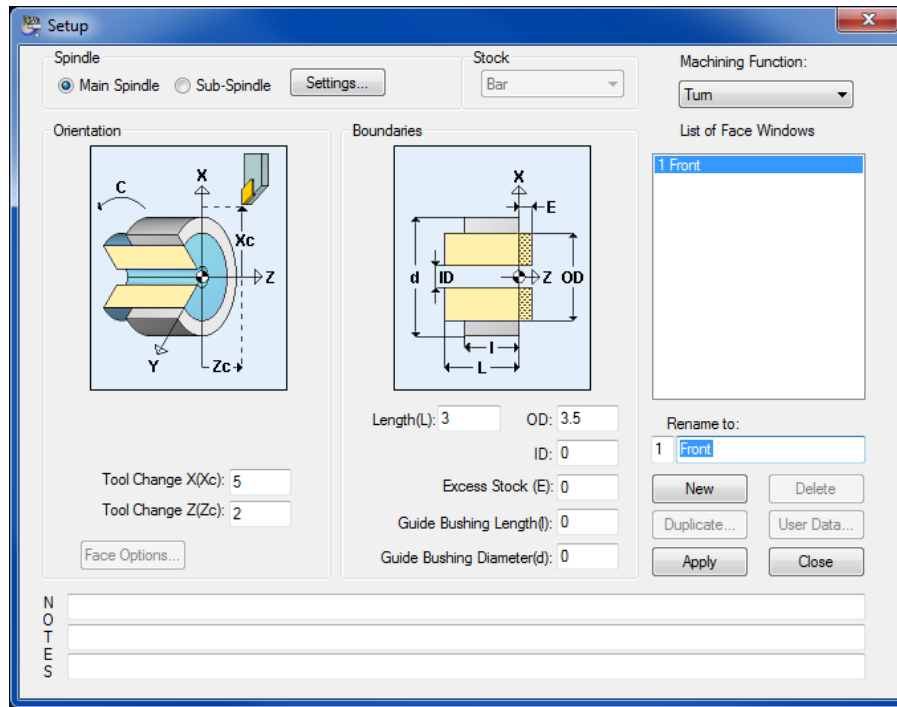 Setup
Spindle
Main Spindle
Sub-Spindle
Settings...
Stock
Bar
Machining Function:
Turn
Orientation
C
X
Xc
Z
Y
Zc
Boundaries
X
E
d
ID
Z
OD
l
L
List of Face Windows
1 Front
Length(L): 3
OD: 3.5
ID: 0
Excess Stock (E): 0
Guide Bushing Length(l): 0
Guide Bushing Diameter(d): 0
Tool Change X(Xc): 5
Tool Change Z(Zc): 2
Face Options...
Rename to:
1 Front
New
Delete
Duplicate...
User Data...
Apply
Close
NOTES